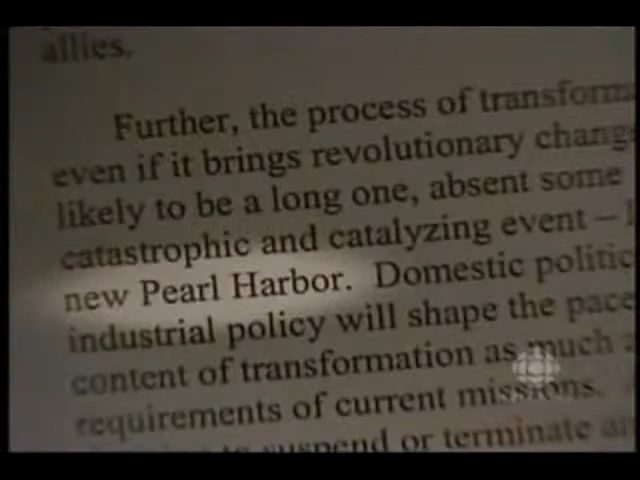 allies.
Further, the process of transforma
even if it brings revolutionary chang
likely to be a long one, absent some
catastrophic and catalyzing event –
new Pearl Harbor. Domestic politic
industrial policy will shape the pace
content of transformation as much a
requirements of current missions.
to suspend or terminate